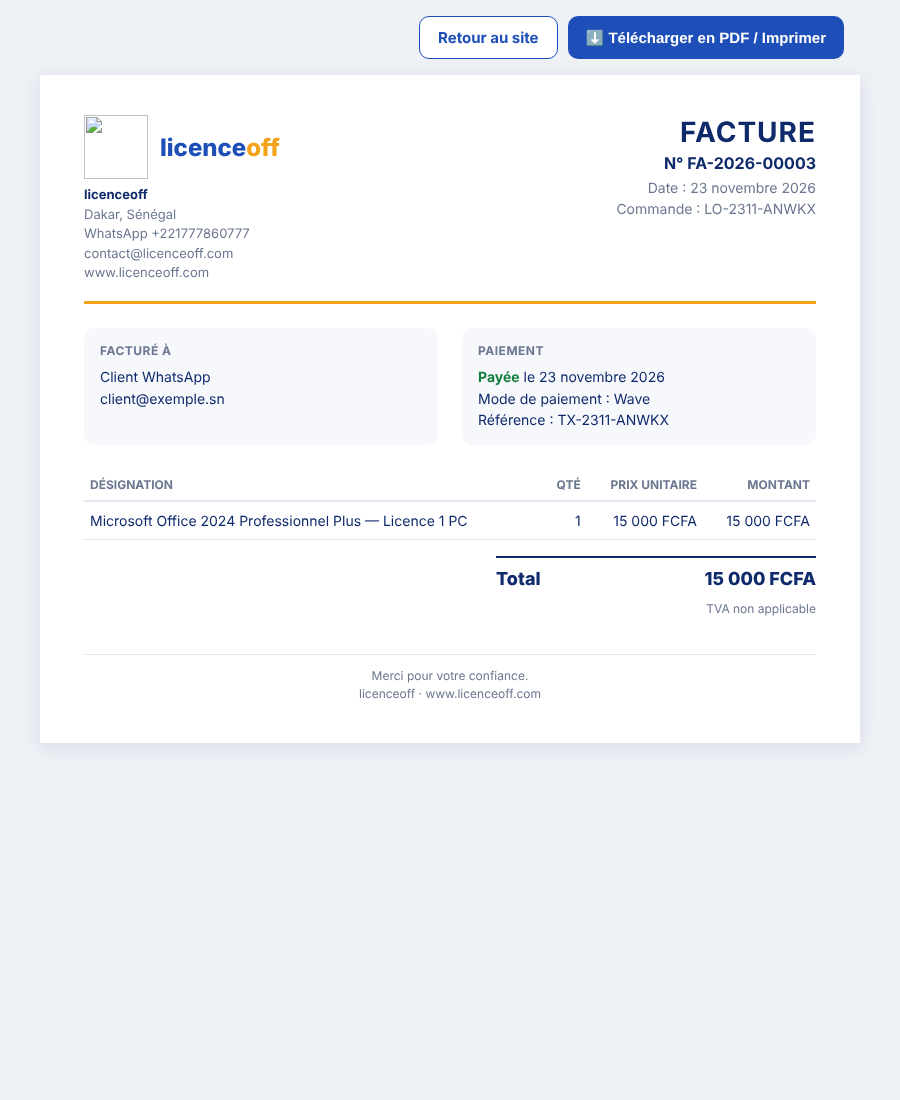 Retour au site
⬇️ Télécharger en PDF / Imprimer
licenceoff
licenceoff
Dakar, Sénégal
WhatsApp +221777860777
contact@licenceoff.com
www.licenceoff.com
FACTURE
N° FA-2026-00003
Date : 23 novembre 2026
Commande : LO-2311-ANWKX
FACTURÉ À
Client WhatsApp
client@exemple.sn
PAIEMENT
Payée le 23 novembre 2026
Mode de paiement : Wave
Référence : TX-2311-ANWKX
DÉSIGNATION QTÉ PRIX UNITAIRE MONTANT
Microsoft Office 2024 Professionnel Plus — Licence 1 PC 1 15 000 FCFA 15 000 FCFA
Total 15 000 FCFA
TVA non applicable
Merci pour votre confiance.
licenceoff · www.licenceoff.com